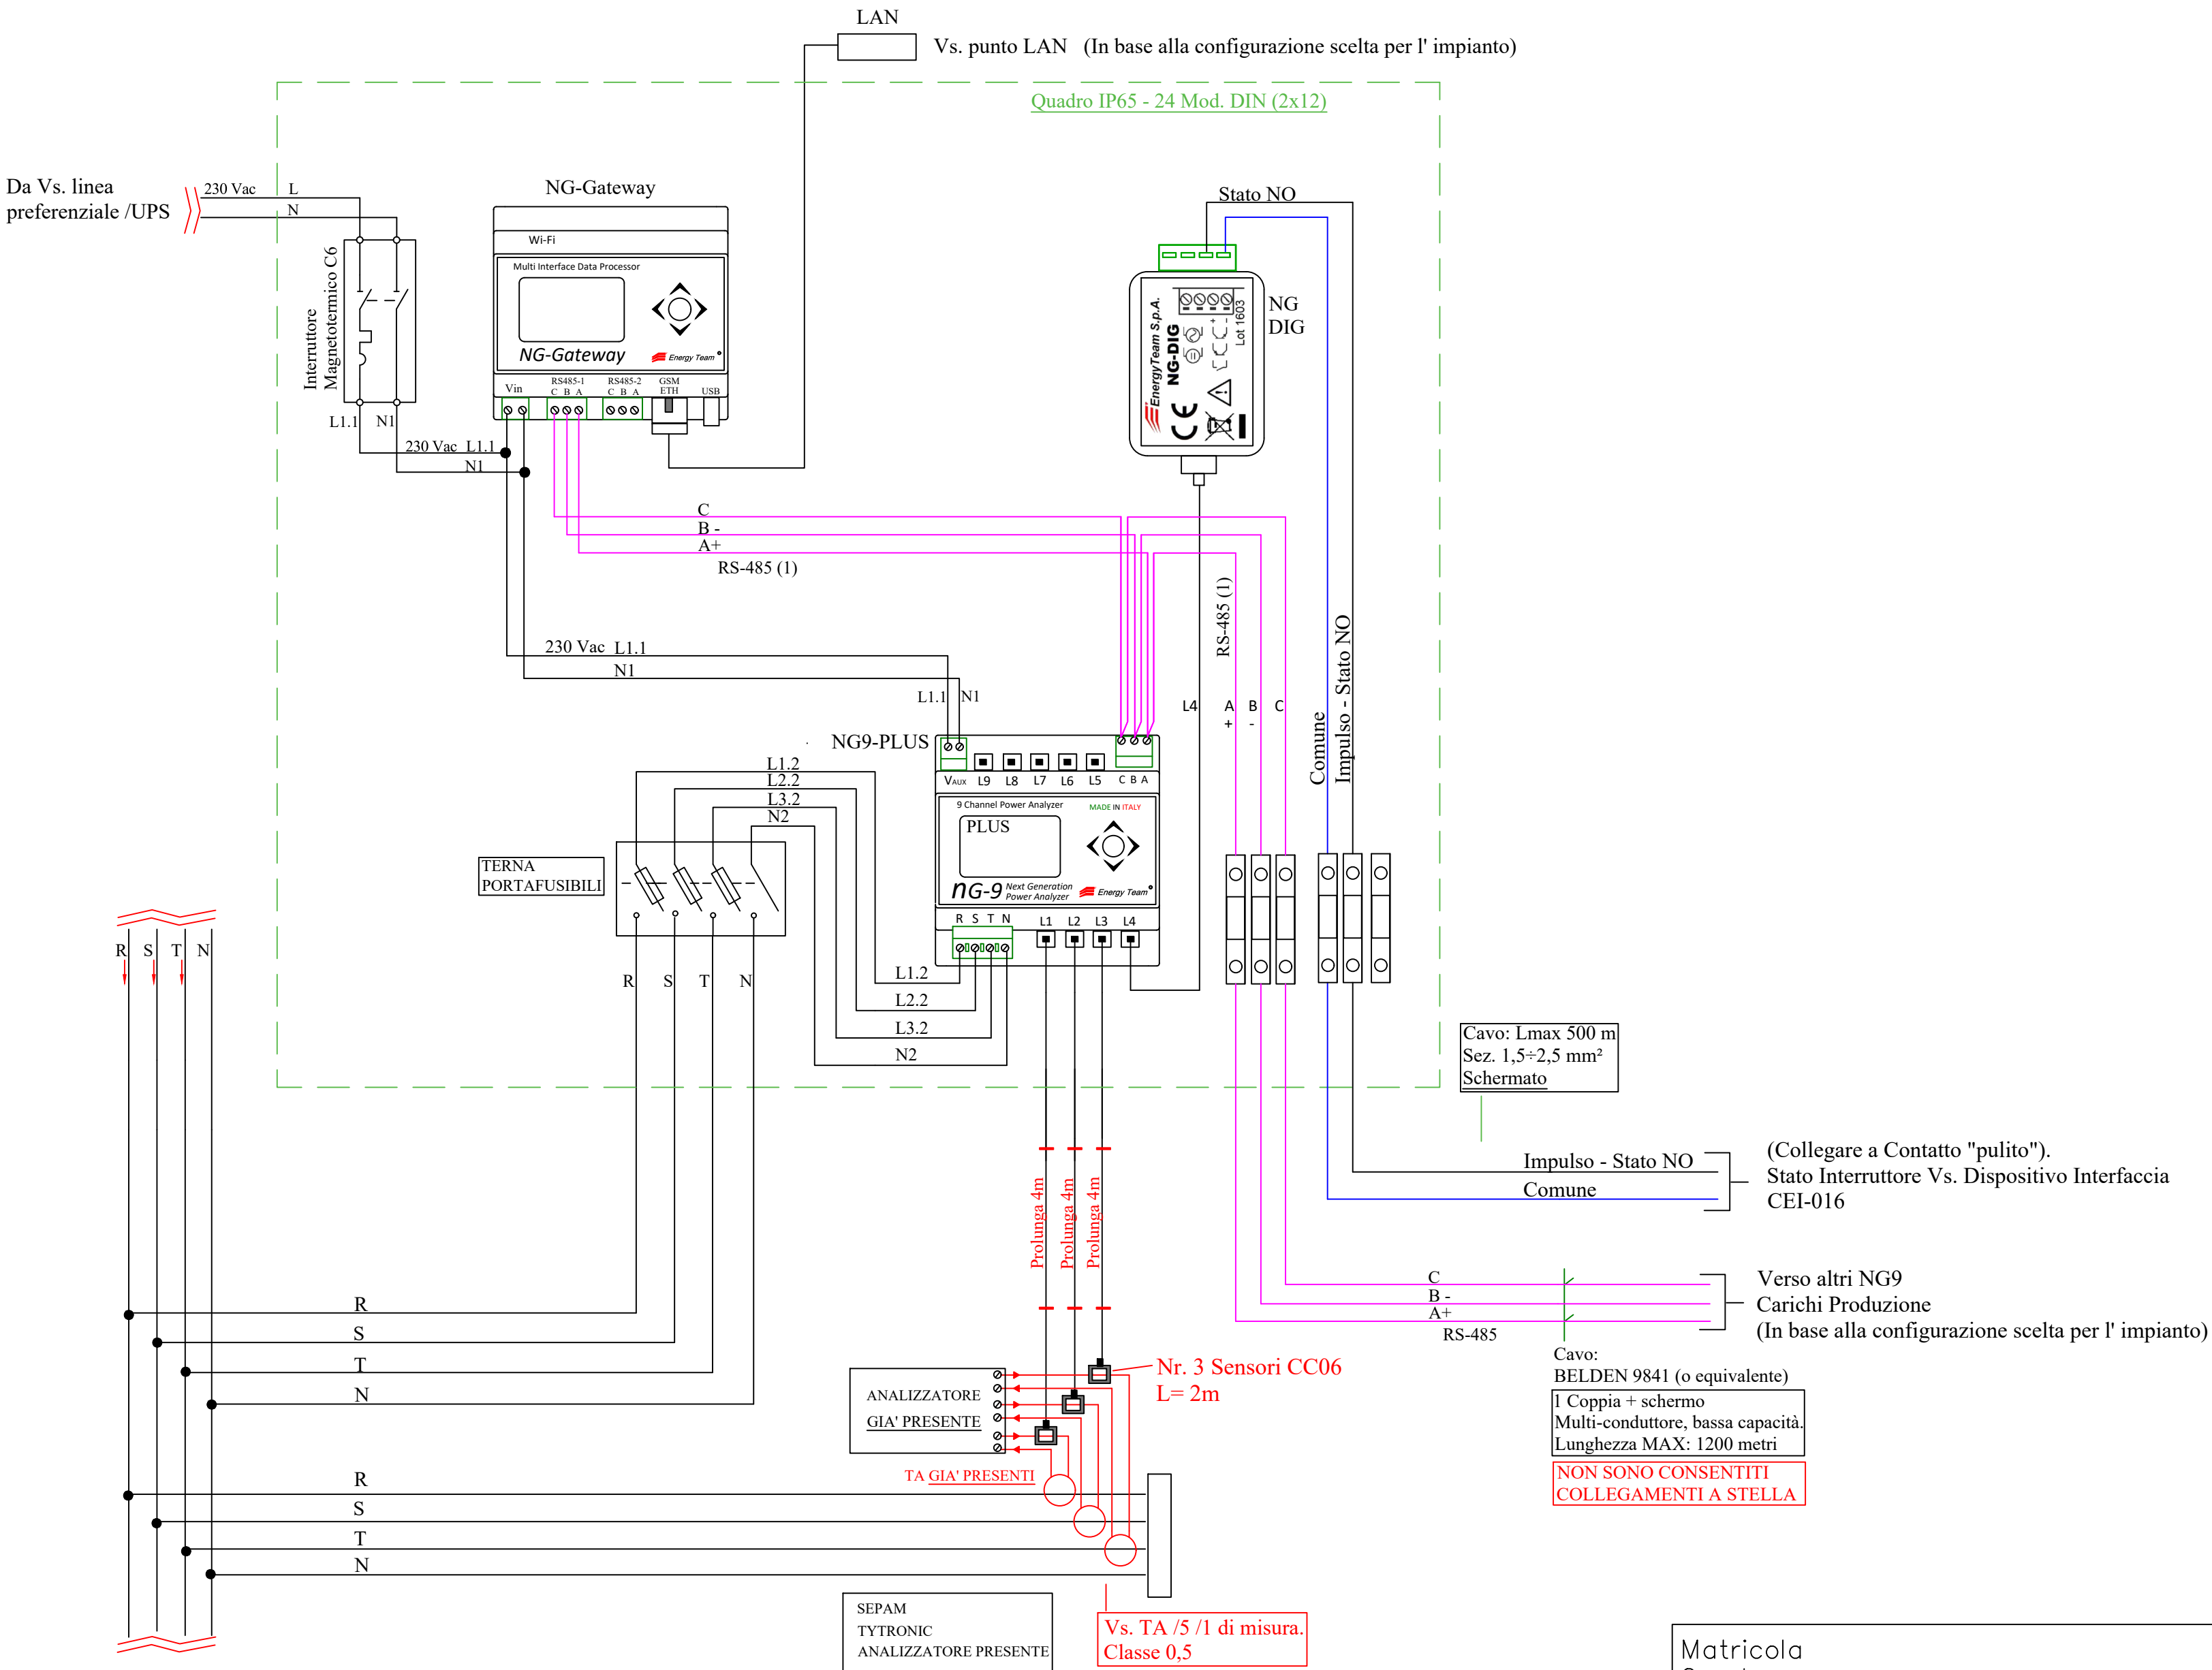 LAN
Vs. punto LAN (In base alla configurazione scelta per l' impianto)
Quadro IP65 - 24 Mod. DIN (2x12)
Da Vs. linea
preferenziale /UPS
230 Vac
L
N
Interruttore
Magnetotermico C6
L1.1
N1
230 Vac L1.1
N1
NG-Gateway
Wi-Fi
Multi Interface Data Processor
NG-Gateway
Energy Team
Vin
RS485-1
C B A
RS485-2
C B A
GSM
ETH
USB
Stato NO
NG
DIG
EnergyTeam S.p.A.
NG-DIG
Lot 1603
+
-
CE
C
B -
A+
RS-485 (1)
230 Vac L1.1
N1
L1.1
N1
RS-485 (1)
L4
A
+
B
-
C
Comune
Impulso - Stato NO
NG9-PLUS
VAUX
L9
L8
L7
L6
L5
C B A
9 Channel Power Analyzer
MADE IN ITALY
PLUS
nG-9
Next Generation
Power Analyzer
Energy Team
R S T N
L1
L2
L3
L4
L1.2
L2.2
L3.2
N2
TERNA
PORTAFUSIBILI
R
S
T
N
R
S
T
N
L1.2
L2.2
L3.2
N2
Cavo: Lmax 500 m
Sez. 1,5÷2,5 mm²
Schermato
Prolunga 4m
Prolunga 4m
Prolunga 4m
Impulso - Stato NO
Comune
(Collegare a Contatto "pulito").
Stato Interruttore Vs. Dispositivo Interfaccia
CEI-016
C
B -
A+
RS-485
Verso altri NG9
Carichi Produzione
(In base alla configurazione scelta per l' impianto)
Cavo:
BELDEN 9841 (o equivalente)
1 Coppia + schermo
Multi-conduttore, bassa capacità.
Lunghezza MAX: 1200 metri
NON SONO CONSENTITI
COLLEGAMENTI A STELLA
R
S
T
N
ANALIZZATORE
GIA' PRESENTE
Nr. 3 Sensori CC06
L= 2m
TA GIA' PRESENTI
R
S
T
N
SEPAM
TYTRONIC
ANALIZZATORE PRESENTE
Vs. TA /5 /1 di misura.
Classe 0,5
Matricola